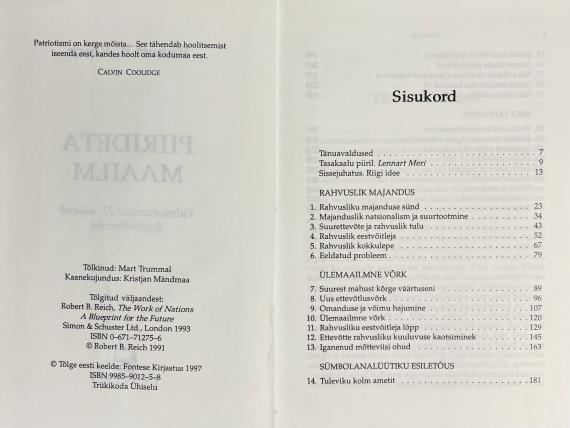 Patriotismi on kerge mõista... See tähendab hoolitsemist
iseenda eest, kandes hoolt oma kodumaa eest.
CALVIN COOLIDGE
Tõlkinud: Mart Trummal
Kaanekujundus: Kristjan Mändmaa
Tõlgitud väljaandest:
Robert B. Reich, The Work of Nations
A Blueprint for the Future
Simon & Schuster Ltd., London 1993
ISBN 0–671–71275–6
© Robert B. Reich 1991
© Tõlge eesti keelde: Fontese Kirjastus 1997
ISBN 9985–9012–5–8
Trükikoda Ühiselu
Sisukord
Tänuavaldused 7
Tasakaalu piiril. Lennart Meri 9
Sissejuhatus. Riigi idee 13
RAHVUSLIK MAJANDUS
1. Rahvusliku majanduse sünd 23
2. Majanduslik natsionalism ja suurtootmine 34
3. Suurettevõte ja rahvuslik tulu 43
4. Rahvuslik eestvõitleja 52
5. Rahvuslik kokkulepe 67
6. Eeldatud probleem 79
ÜLEMAAILMNE VÕRK
7. Suurest mahust kõrge väärtuseni 89
8. Uus ettevõtlusvõrk 96
9. Omanduse ja võimu hajumine 107
10. Ülemaailmne võrk 120
11. Rahvusliku eestvõitleja lõpp 129
12. Ettevõtte rahvusliku kuuluvuse kaotsiminek 145
13. Iganenud mõtteviisi ohud 163
SÜMBOLANALÜÜTIKU ESILETÕUS
14. Tuleviku kolm ametit 181